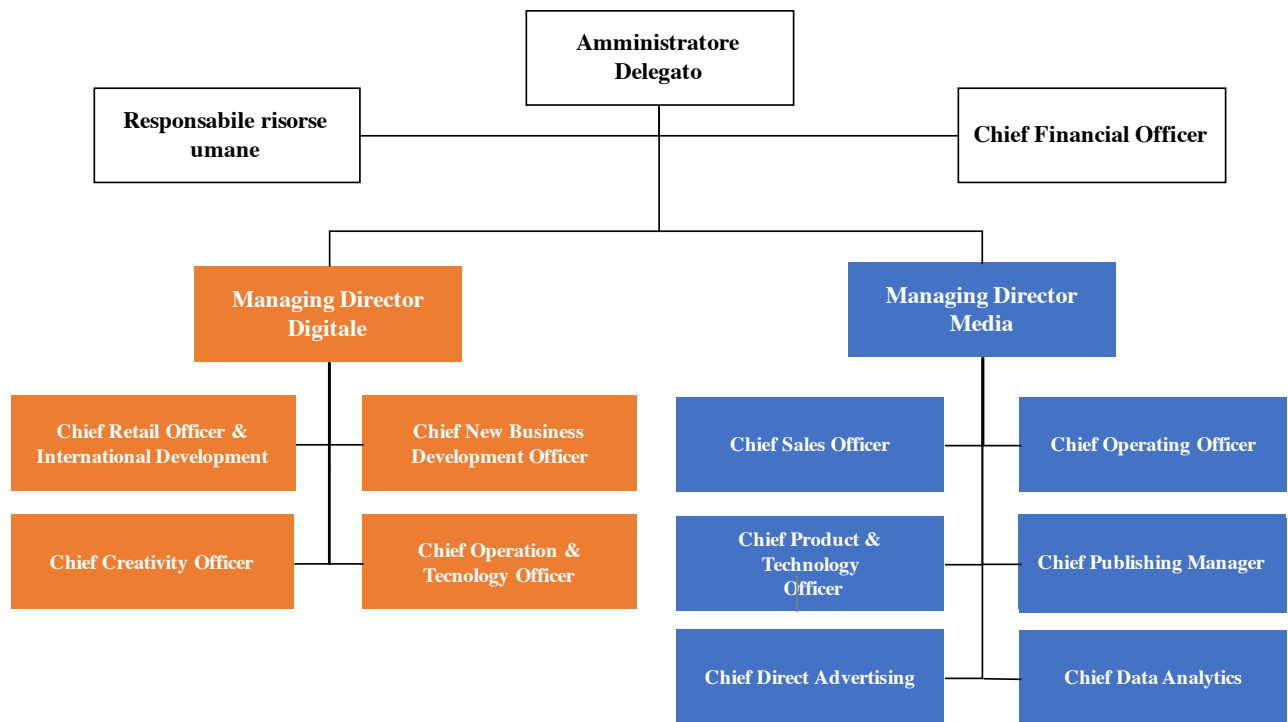 Amministratore
Delegato
Responsabile risorse
umane
Chief Financial Officer
Managing Director
Digitale
Managing Director
Media
Chief Retail Officer &
International Development
Chief New Business
Development Officer
Chief Sales Officer
Chief Operating Officer
Chief Creativity Officer
Chief Operation &
Tecnology Officer
Chief Product &
Technology
Officer
Chief Publishing Manager
Chief Direct Advertising
Chief Data Analytics